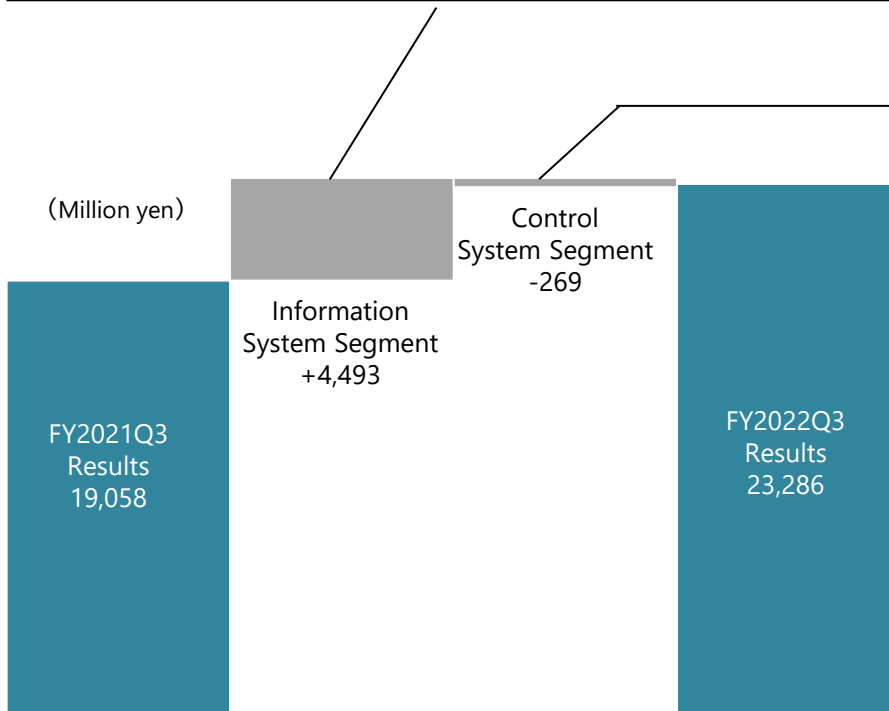 （Million yen）
FY2021Q3
Results
19,058
Information
System Segment
+4,493
Control
System Segment
-269
FY2022Q3
Results
23,286